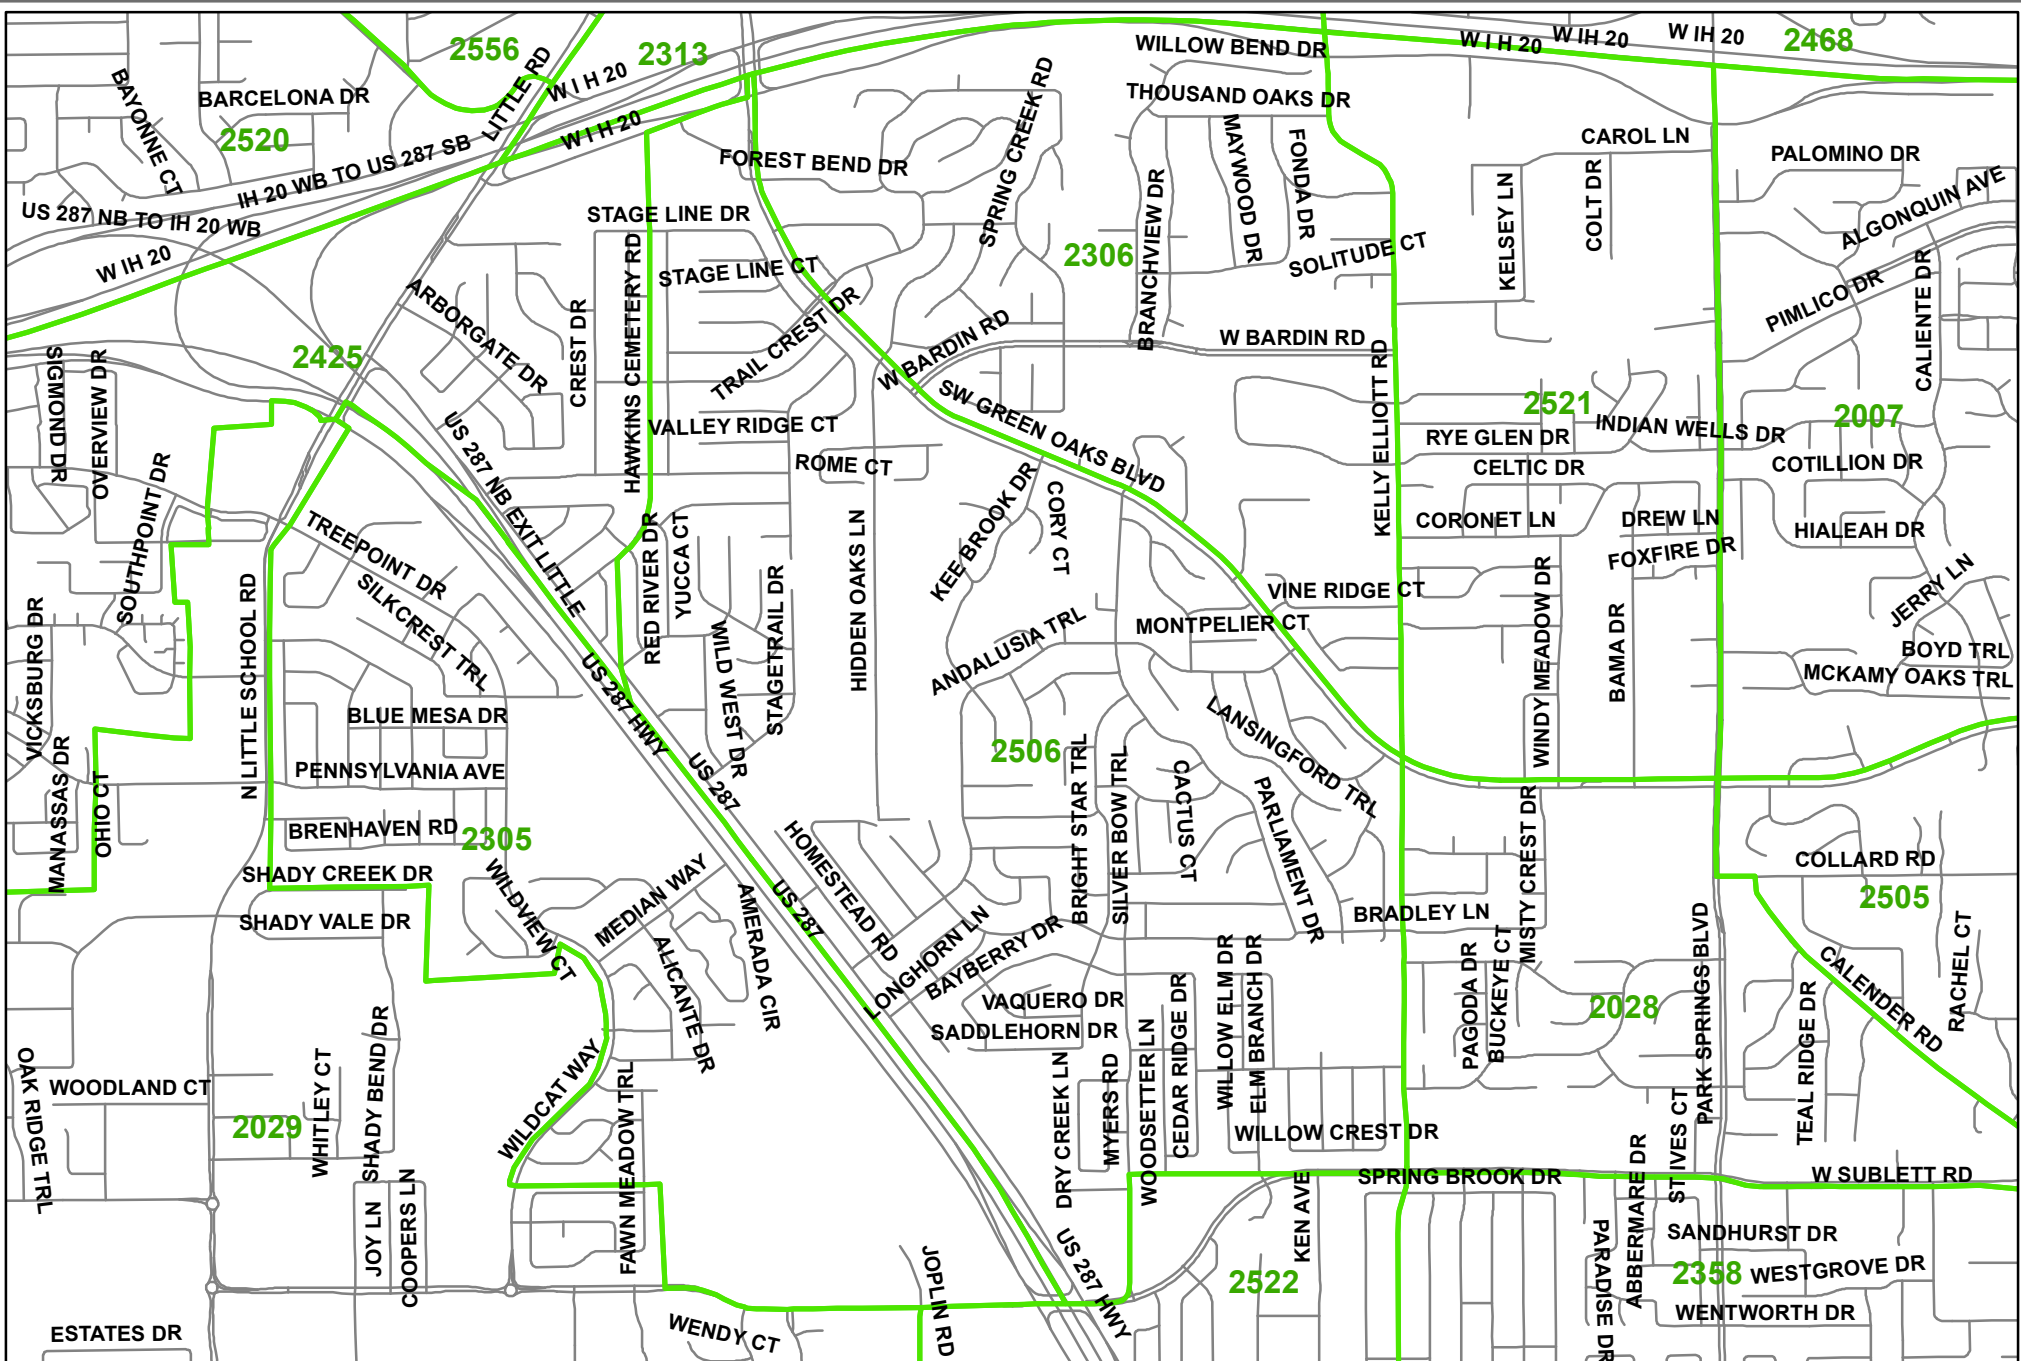 2556
2313
LITTLE RD
W I H 20
WILLOW BEND DR
W I H 20
W IH 20
W IH 20
2468
BAYONNE CT
BARCELONA DR
2520
W I H 20
SPRING CREEK RD
THOUSAND OAKS DR
MAYWOOD DR
FONDA DR
CAROL LN
PALOMINO DR
IH 20 WB TO US 287 SB
US 287 NB TO IH 20 WB
W IH 20
FOREST BEND DR
STAGE LINE DR
BRANCHVIEW DR
KELSEY LN
COLT DR
ALGONQUIN AVE
2306
SOLITUDE CT
STAGE LINE CT
HAWKINS CEMETERY RD
ARBORGATE DR
CREST DR
TRAIL CREST DR
W BARDIN RD
W BARDIN RD
PIMLICO DR
CALIENTE DR
2425
SIGMOND DR
OVERVIEW DR
KELLY ELLIOTT RD
SW GREEN OAKS BLVD
2521
2007
US 287 NB EXIT LITTLE
VALLEY RIDGE CT
RYE GLEN DR
INDIAN WELLS DR
ROME CT
CELTIC DR
COTILLION DR
SOUTHPOINT DR
TREEPOINT DR
SILKCREST TRL
RED RIVER DR
YUCCA CT
KEE BROOK DR
CORY CT
CORONET LN
DREW LN
FOXFIRE DR
HIALEAH DR
HIDDEN OAKS LN
STAGETRAIL DR
WILD WEST DR
VINE RIDGE CT
MONTPELIER CT
WINDY MEADOW DR
BAMA DR
JERRY LN
BOYD TRL
MCKAMY OAKS TRL
VICKSBURG DR
N LITTLE SCHOOL RD
ANDALUSIA TRL
US 287 HWY
BLUE MESA DR
LANSINGFORD TRL
2506
MANASSAS DR
OHIO CT
PENNSYLVANIA AVE
US 287
BRIGHT STAR TRL
SILVER BOW TRL
CACTUS CT
PARLIAMENT DR
MISTY CREST DR
BRENHAVEN RD
2305
HOMESTEAD RD
COLLARD RD
SHADY CREEK DR
WILDVIEW CT
MEDIAN WAY
AMERADA CIR
US 287
2505
SHADY VALE DR
LONGHORN LN
BAYBERRY DR
BRADLEY LN
RACHEL CT
ALICANTE DR
VAQUERO DR
SADDLEHORN DR
WILLOW ELM DR
ELM BRANCH DR
PAGODA DR
BUCKEYE CT
2028
PARK SPRINGS BLVD
CALENDER RD
TEAL RIDGE DR
OAK RIDGE TRL
WOODLAND CT
WHITLEY CT
SHADY BEND DR
WILDCAT WAY
FAWN MEADOW TRL
DRY CREEK LN
MYERS RD
WOODSETTER LN
CEDAR RIDGE DR
2029
WILLOW CREST DR
ST IVES CT
ABBERMARE DR
SPRING BROOK DR
W SUBLETT RD
JOY LN
COOPERS LN
JOPLIN RD
US 287 HWY
KEN AVE
PARADISE DR
SANDHURST DR
2522
2358
WESTGROVE DR
WENTWORTH DR
ESTATES DR
WENDY CT